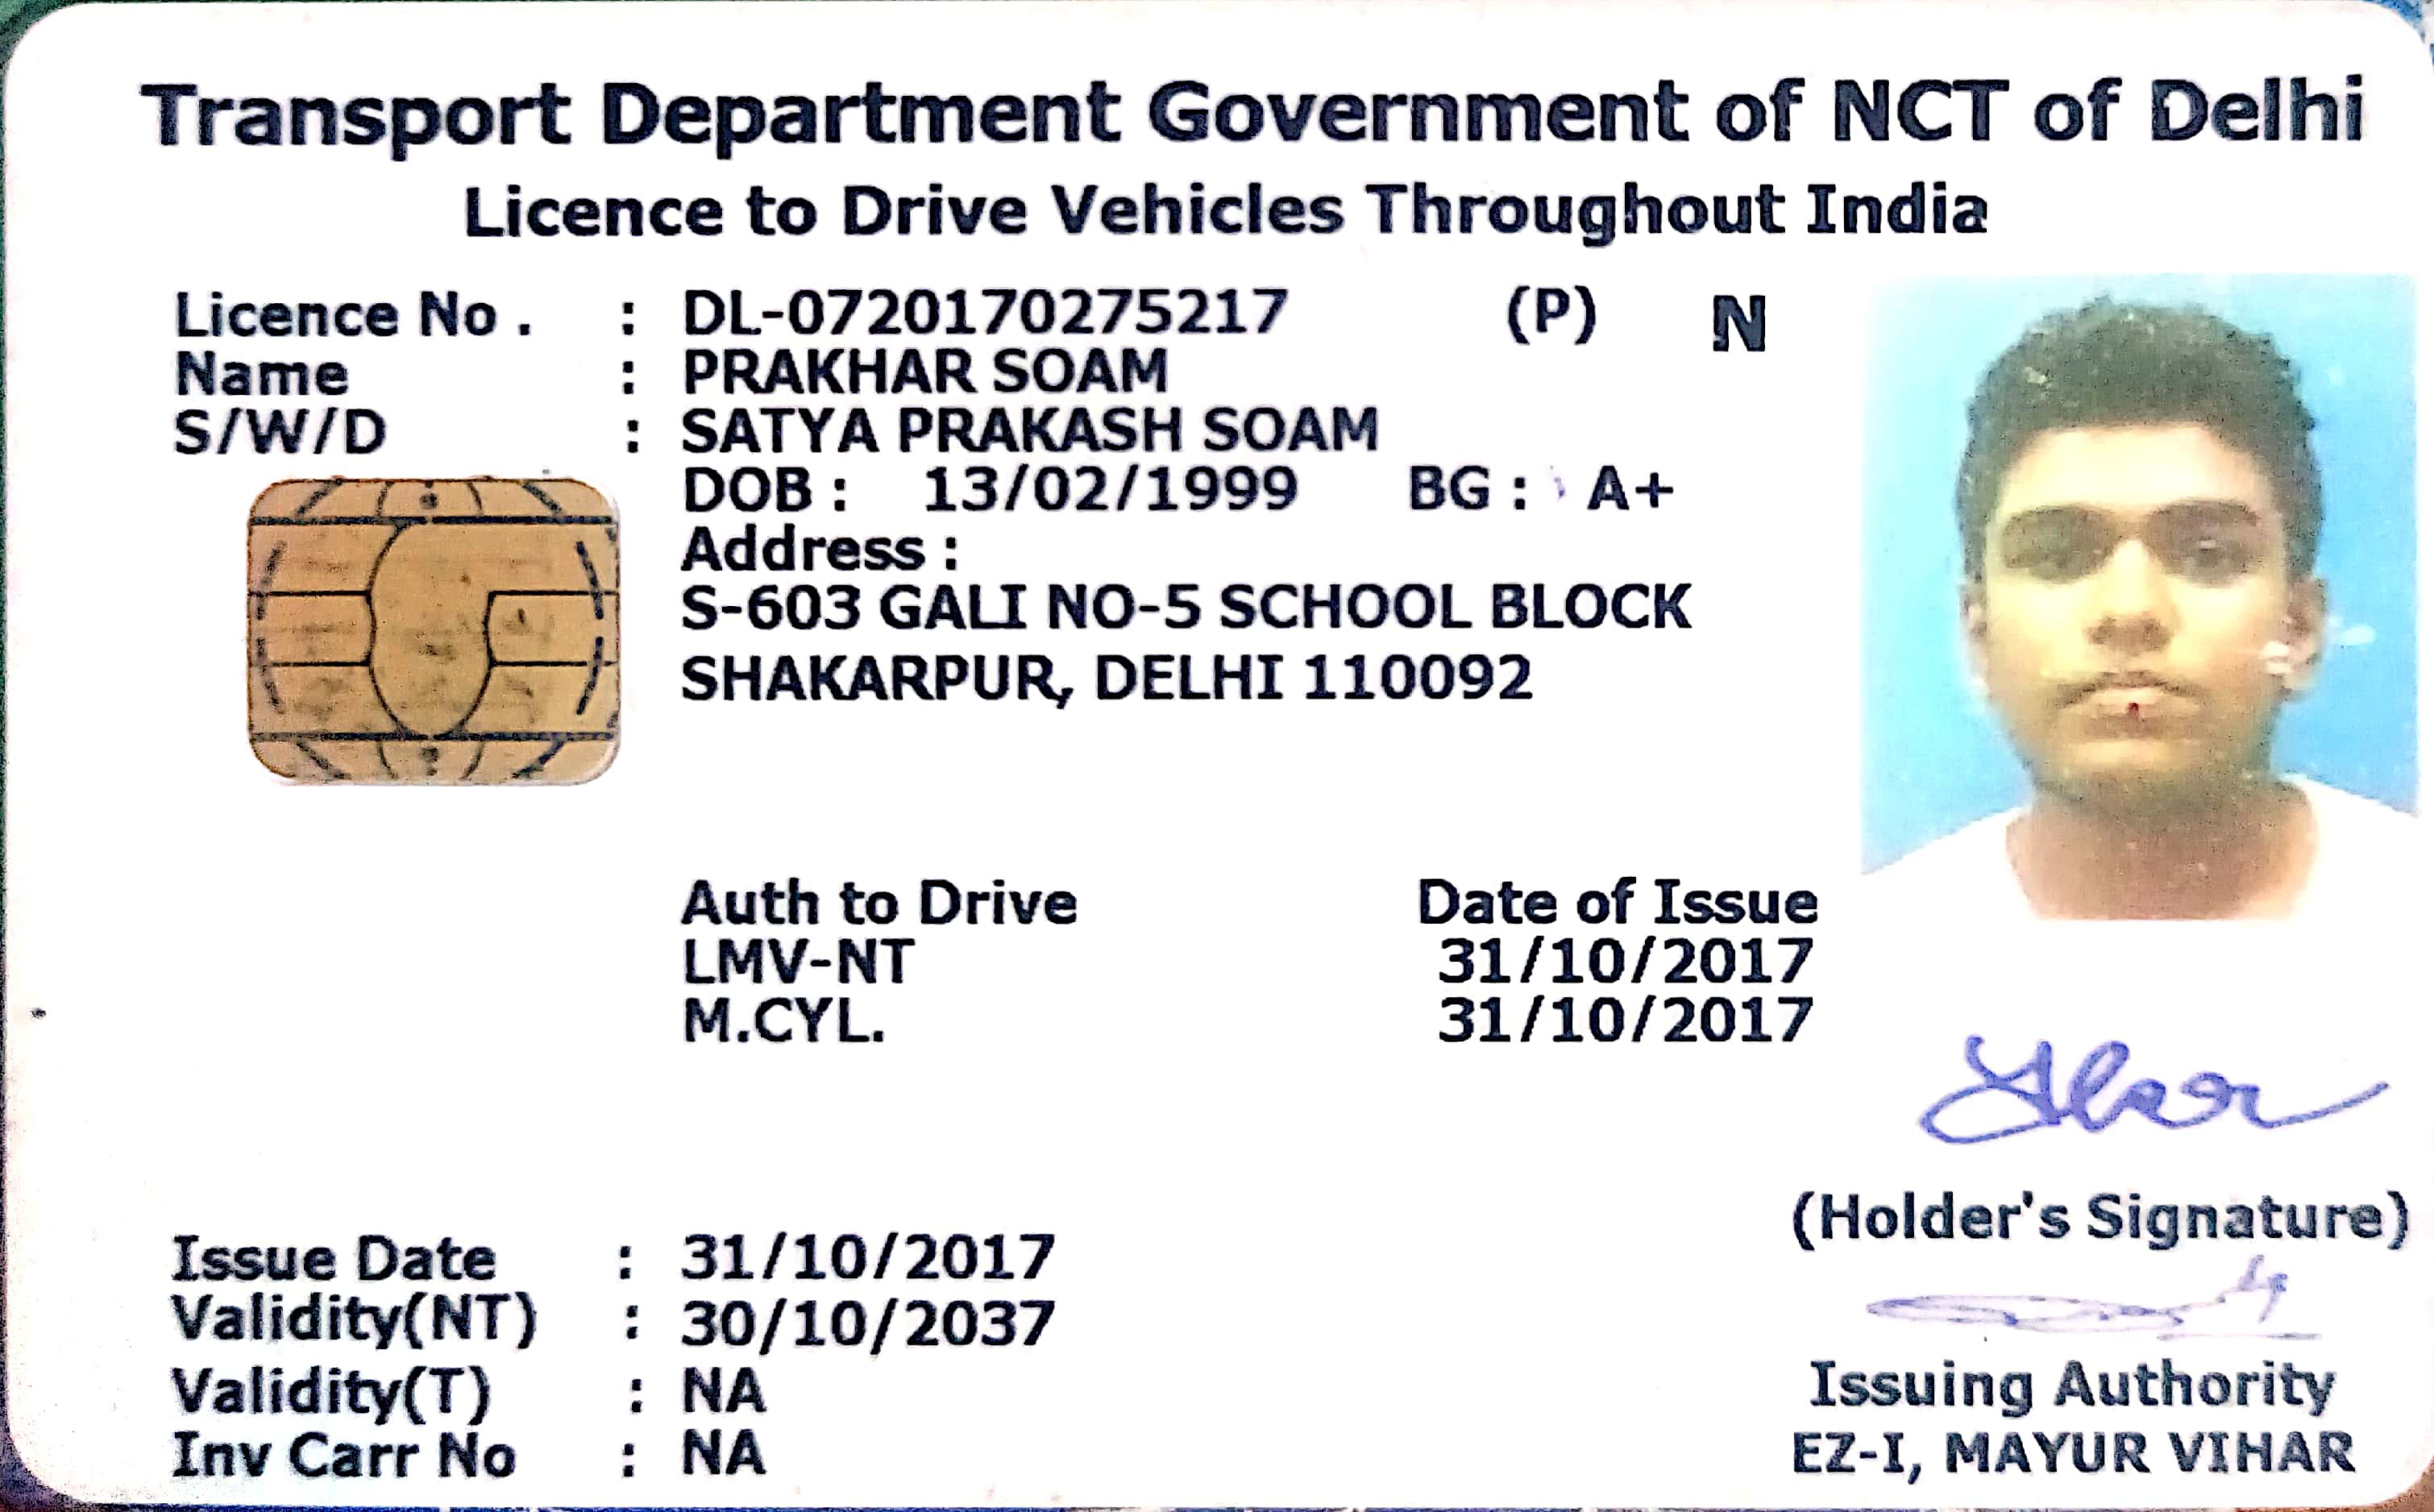 Transport Department Government of NCT of Delhi
Licence to Drive Vehicles Throughout India
Licence No . : DL-0720170275217 (P) N
Name : PRAKHAR SOAM
S/W/D : SATYA PRAKASH SOAM
DOB : 13/02/1999 BG : A+
Address :
S-603 GALI NO-5 SCHOOL BLOCK
SHAKARPUR, DELHI 110092
Auth to Drive Date of Issue
LMV-NT 31/10/2017
M.CYL. 31/10/2017
(Holder's Signature)
Issue Date : 31/10/2017
Validity(NT) : 30/10/2037
Validity(T) : NA
Inv Carr No : NA
Issuing Authority
EZ-I, MAYUR VIHAR